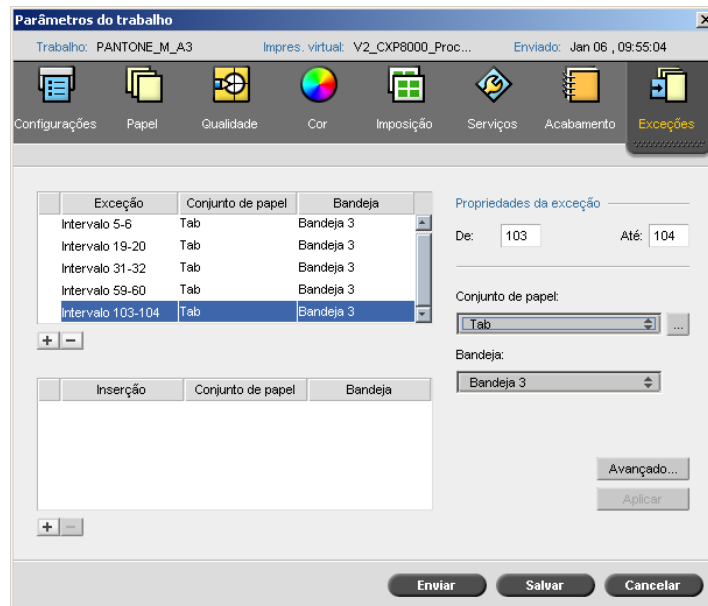 Parâmetros do trabalho
Trabalho: PANTONE_M_A3 Impres. virtual: V2_CXP8000_Proc... Enviado: Jan 06 , 09:55:04
Configurações Papel Qualidade Cor Imposição Serviços Acabamento Exceções
Exceção Conjunto de papel Bandeja
Intervalo 5-6 Tab Bandeja 3
Intervalo 19-20 Tab Bandeja 3
Intervalo 31-32 Tab Bandeja 3
Intervalo 59-60 Tab Bandeja 3
Intervalo 103-104 Tab Bandeja 3
+ −
Propriedades da exceção
De: 103 Até: 104
Conjunto de papel:
Tab ...
Bandeja:
Bandeja 3
Inserção Conjunto de papel Bandeja
+ −
Avançado...
Aplicar
Enviar Salvar Cancelar